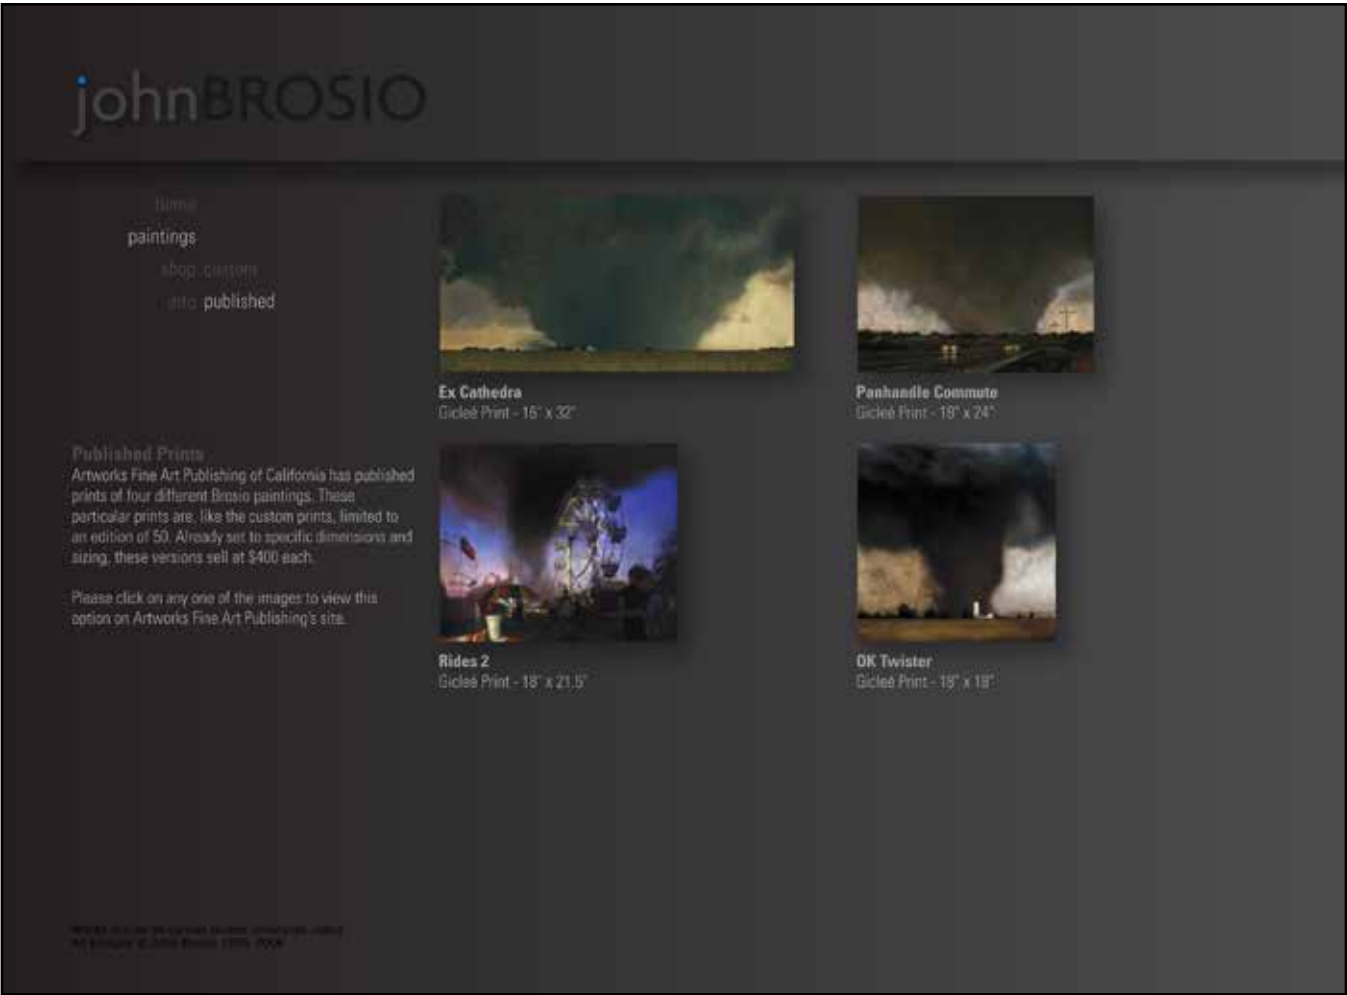 johnBROSIO
home
paintings
shop custom
info published
Ex Cathedra
Gicleé Print - 16" x 32"
Panhandle Commute
Gicleé Print - 18" x 24"
Published Prints
Artworks Fine Art Publishing of California has published
prints of four different Brosio paintings. These
particular prints are, like the custom prints, limited to
an edition of 50. Already set to specific dimensions and
sizing, these versions sell at $400 each.
Please click on any one of the images to view this
option on Artworks Fine Art Publishing's site.
Rides 2
Gicleé Print - 18" x 21.5"
OK Twister
Gicleé Print - 18" x 18"